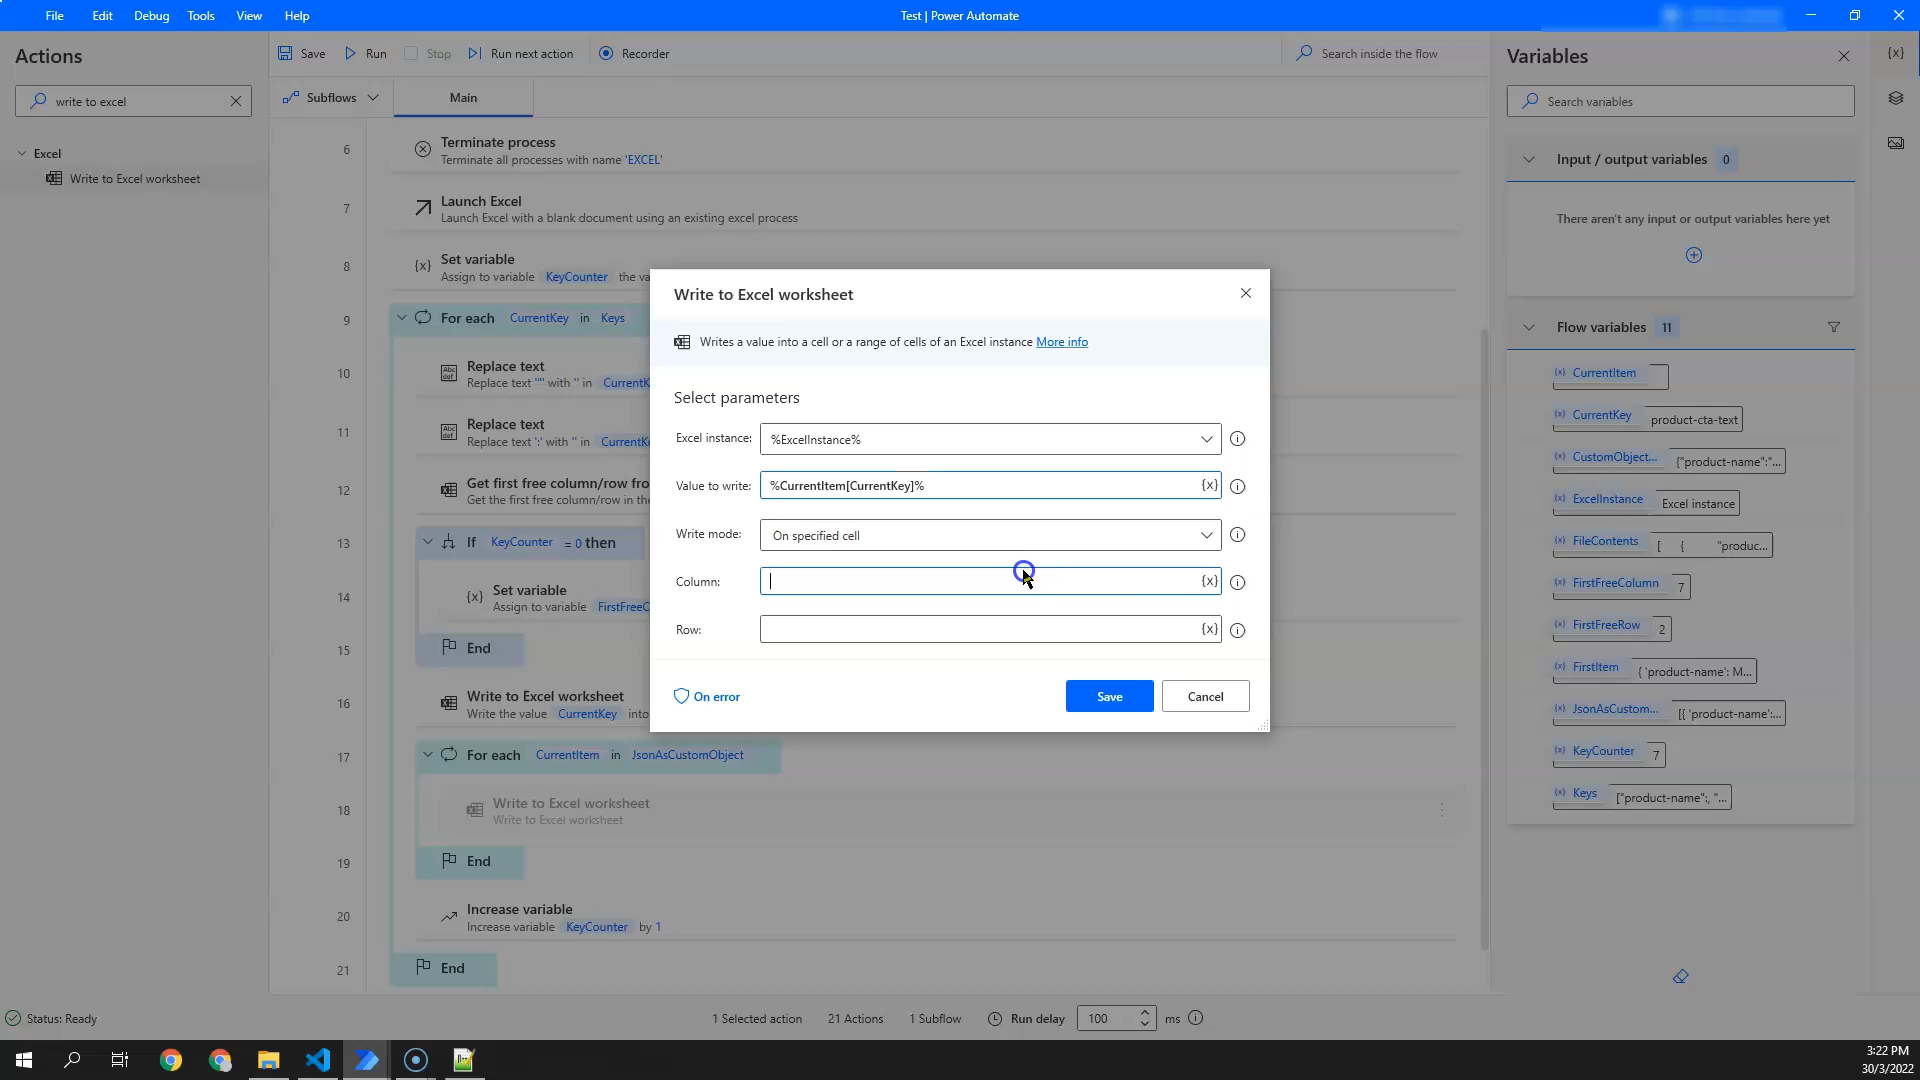 File Edit Debug Tools View Help
Test | Power Automate
Actions
write to excel
Excel
Write to Excel worksheet
Save Run Stop Run next action Recorder
Search inside the flow
Subflows Main
6 Terminate process
Terminate all processes with name 'EXCEL'
7 Launch Excel
Launch Excel with a blank document using an existing excel process
8 {x} Set variable
Assign to variable KeyCounter the va
9 For each CurrentKey in Keys
10 Replace text
Replace text '"' with '' in CurrentK
11 Replace text
Replace text ':' with '' in CurrentK
12 Get first free column/row fro
Get the first free column/row in the
13 If KeyCounter = 0 then
14 {x} Set variable
Assign to variable FirstFreeC
15 End
16 Write to Excel worksheet
Write the value CurrentKey into
17 For each CurrentItem in JsonAsCustomObject
18 Write to Excel worksheet
Write to Excel worksheet
19 End
20 Increase variable
Increase variable KeyCounter by 1
21 End
Write to Excel worksheet
Writes a value into a cell or a range of cells of an Excel instance More info
Select parameters
Excel instance: %ExcelInstance%
Value to write: %CurrentItem[CurrentKey]% {x}
Write mode: On specified cell
Column: {x}
Row: {x}
On error
Save Cancel
Variables
{x}
Search variables
Input / output variables 0
There aren't any input or output variables here yet
Flow variables 11
(x) CurrentItem
(x) CurrentKey product-cta-text
(x) CustomObject... {"product-name":"...
(x) ExcelInstance Excel instance
(x) FileContents [ { "produc...
(x) FirstFreeColumn 7
(x) FirstFreeRow 2
(x) FirstItem { 'product-name': M...
(x) JsonAsCustom... [{ 'product-name':...
(x) KeyCounter 7
(x) Keys ["product-name":, "...
Status: Ready
1 Selected action 21 Actions 1 Subflow Run delay 100 ms
3:22 PM
30/3/2022